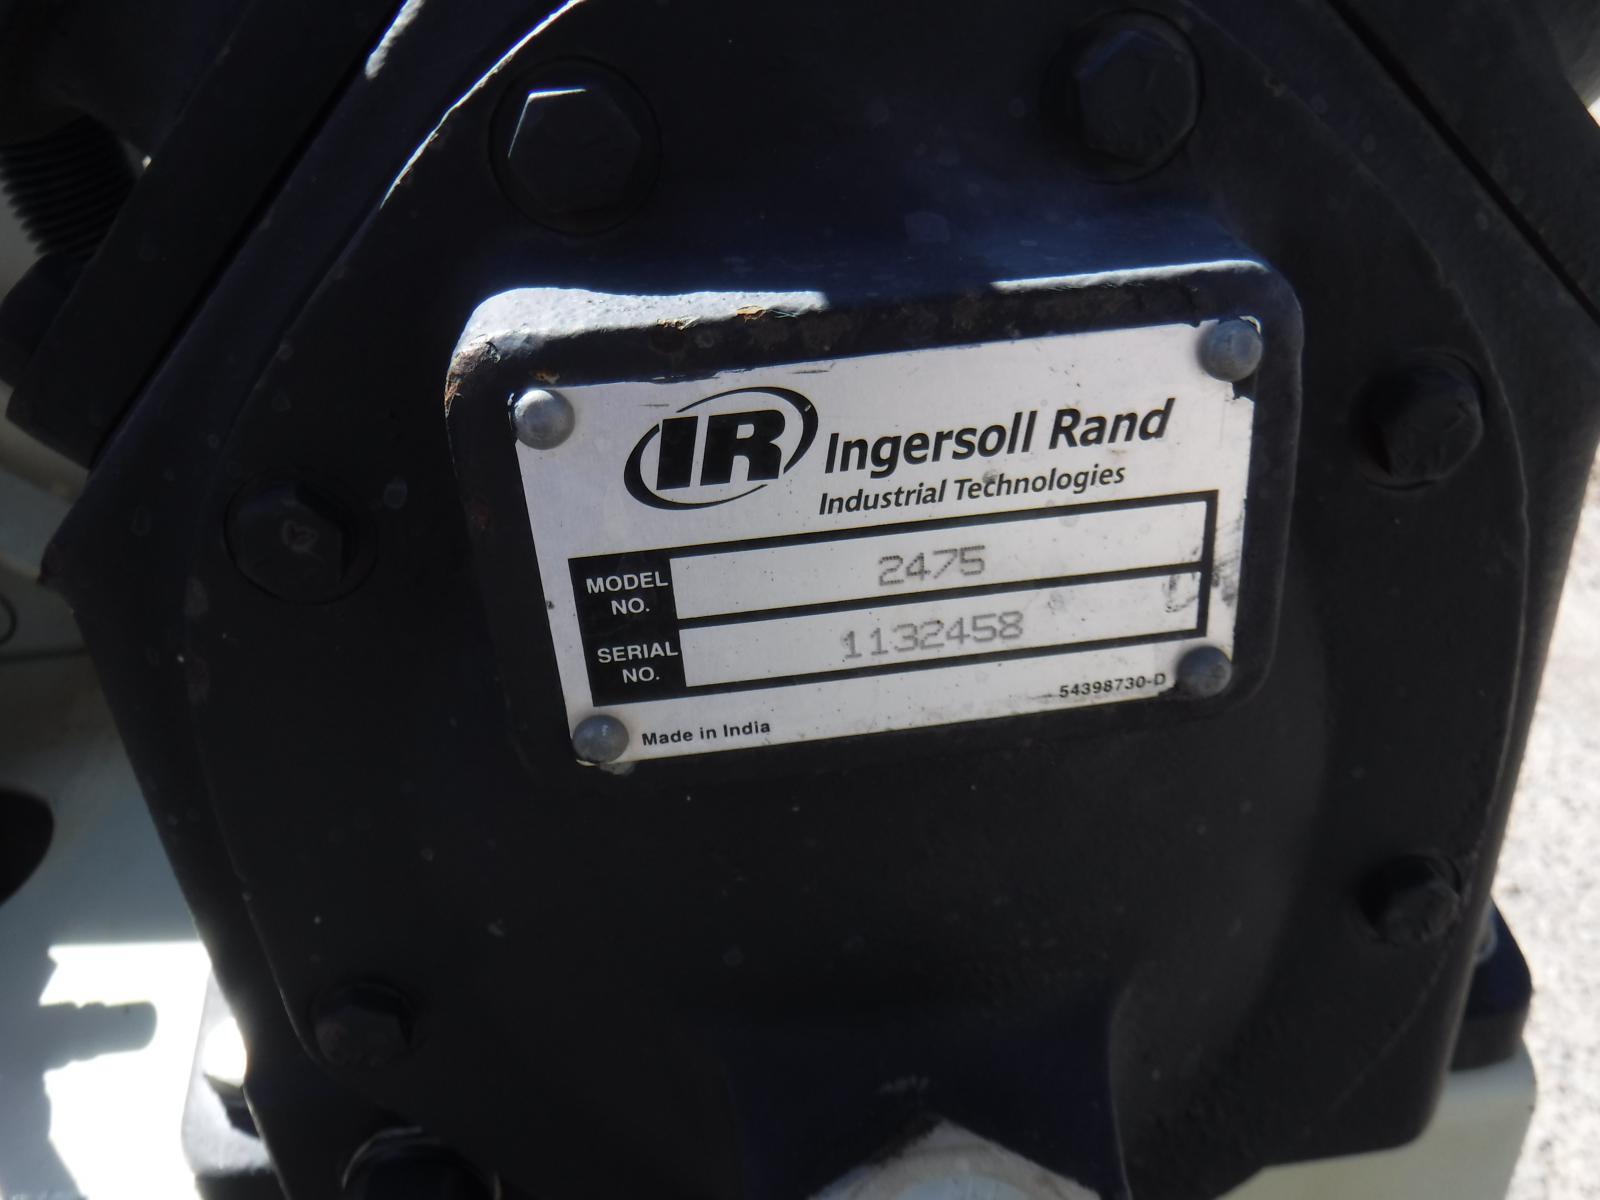 IR Ingersoll Rand
Industrial Technologies
MODEL NO. 2475
SERIAL NO. 1132458
54398730-D
Made in India